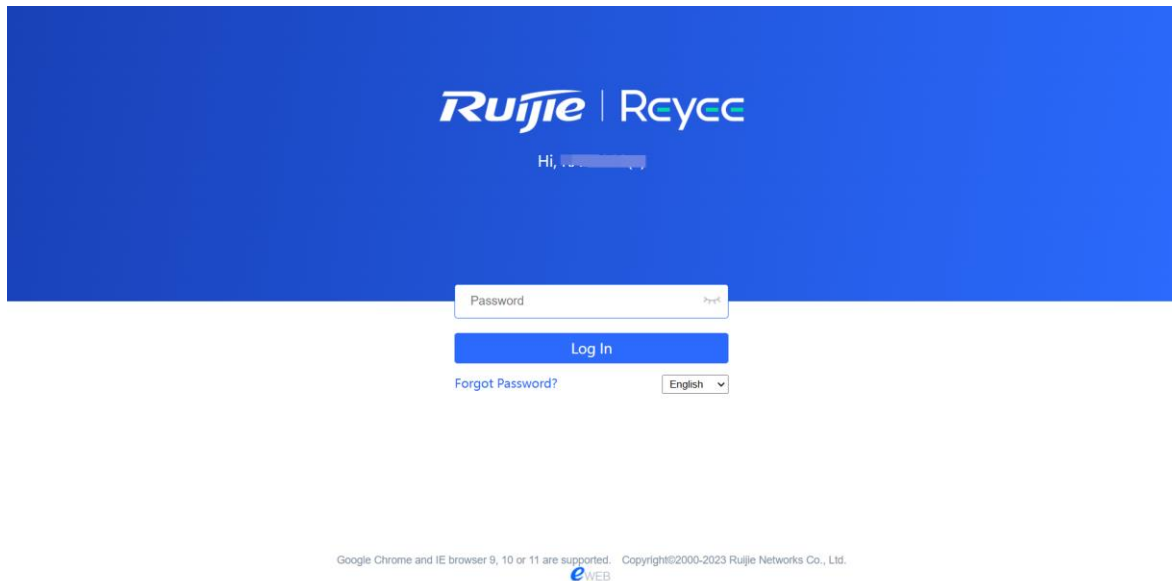 Ruijie | Reyee
Hi,
Password
Log In
Forgot Password?
English
Google Chrome and IE browser 9, 10 or 11 are supported. Copyright©2000-2023 Ruijie Networks Co., Ltd.
eWEB